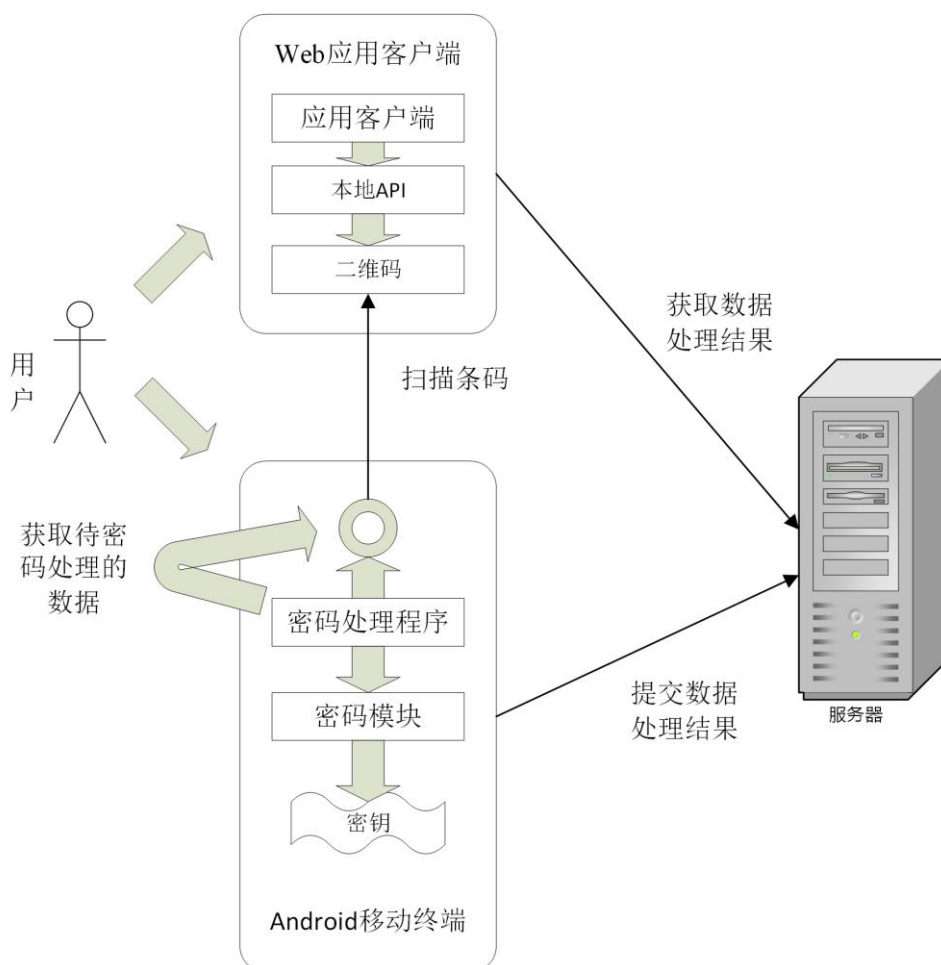 Web应用客户端
应用客户端
本地API
二维码
用
户
扫描条码
获取数据
处理结果
获取待密
码处理的
数据
密码处理程序
密码模块
密钥
Android移动终端
提交数据
处理结果
服务器